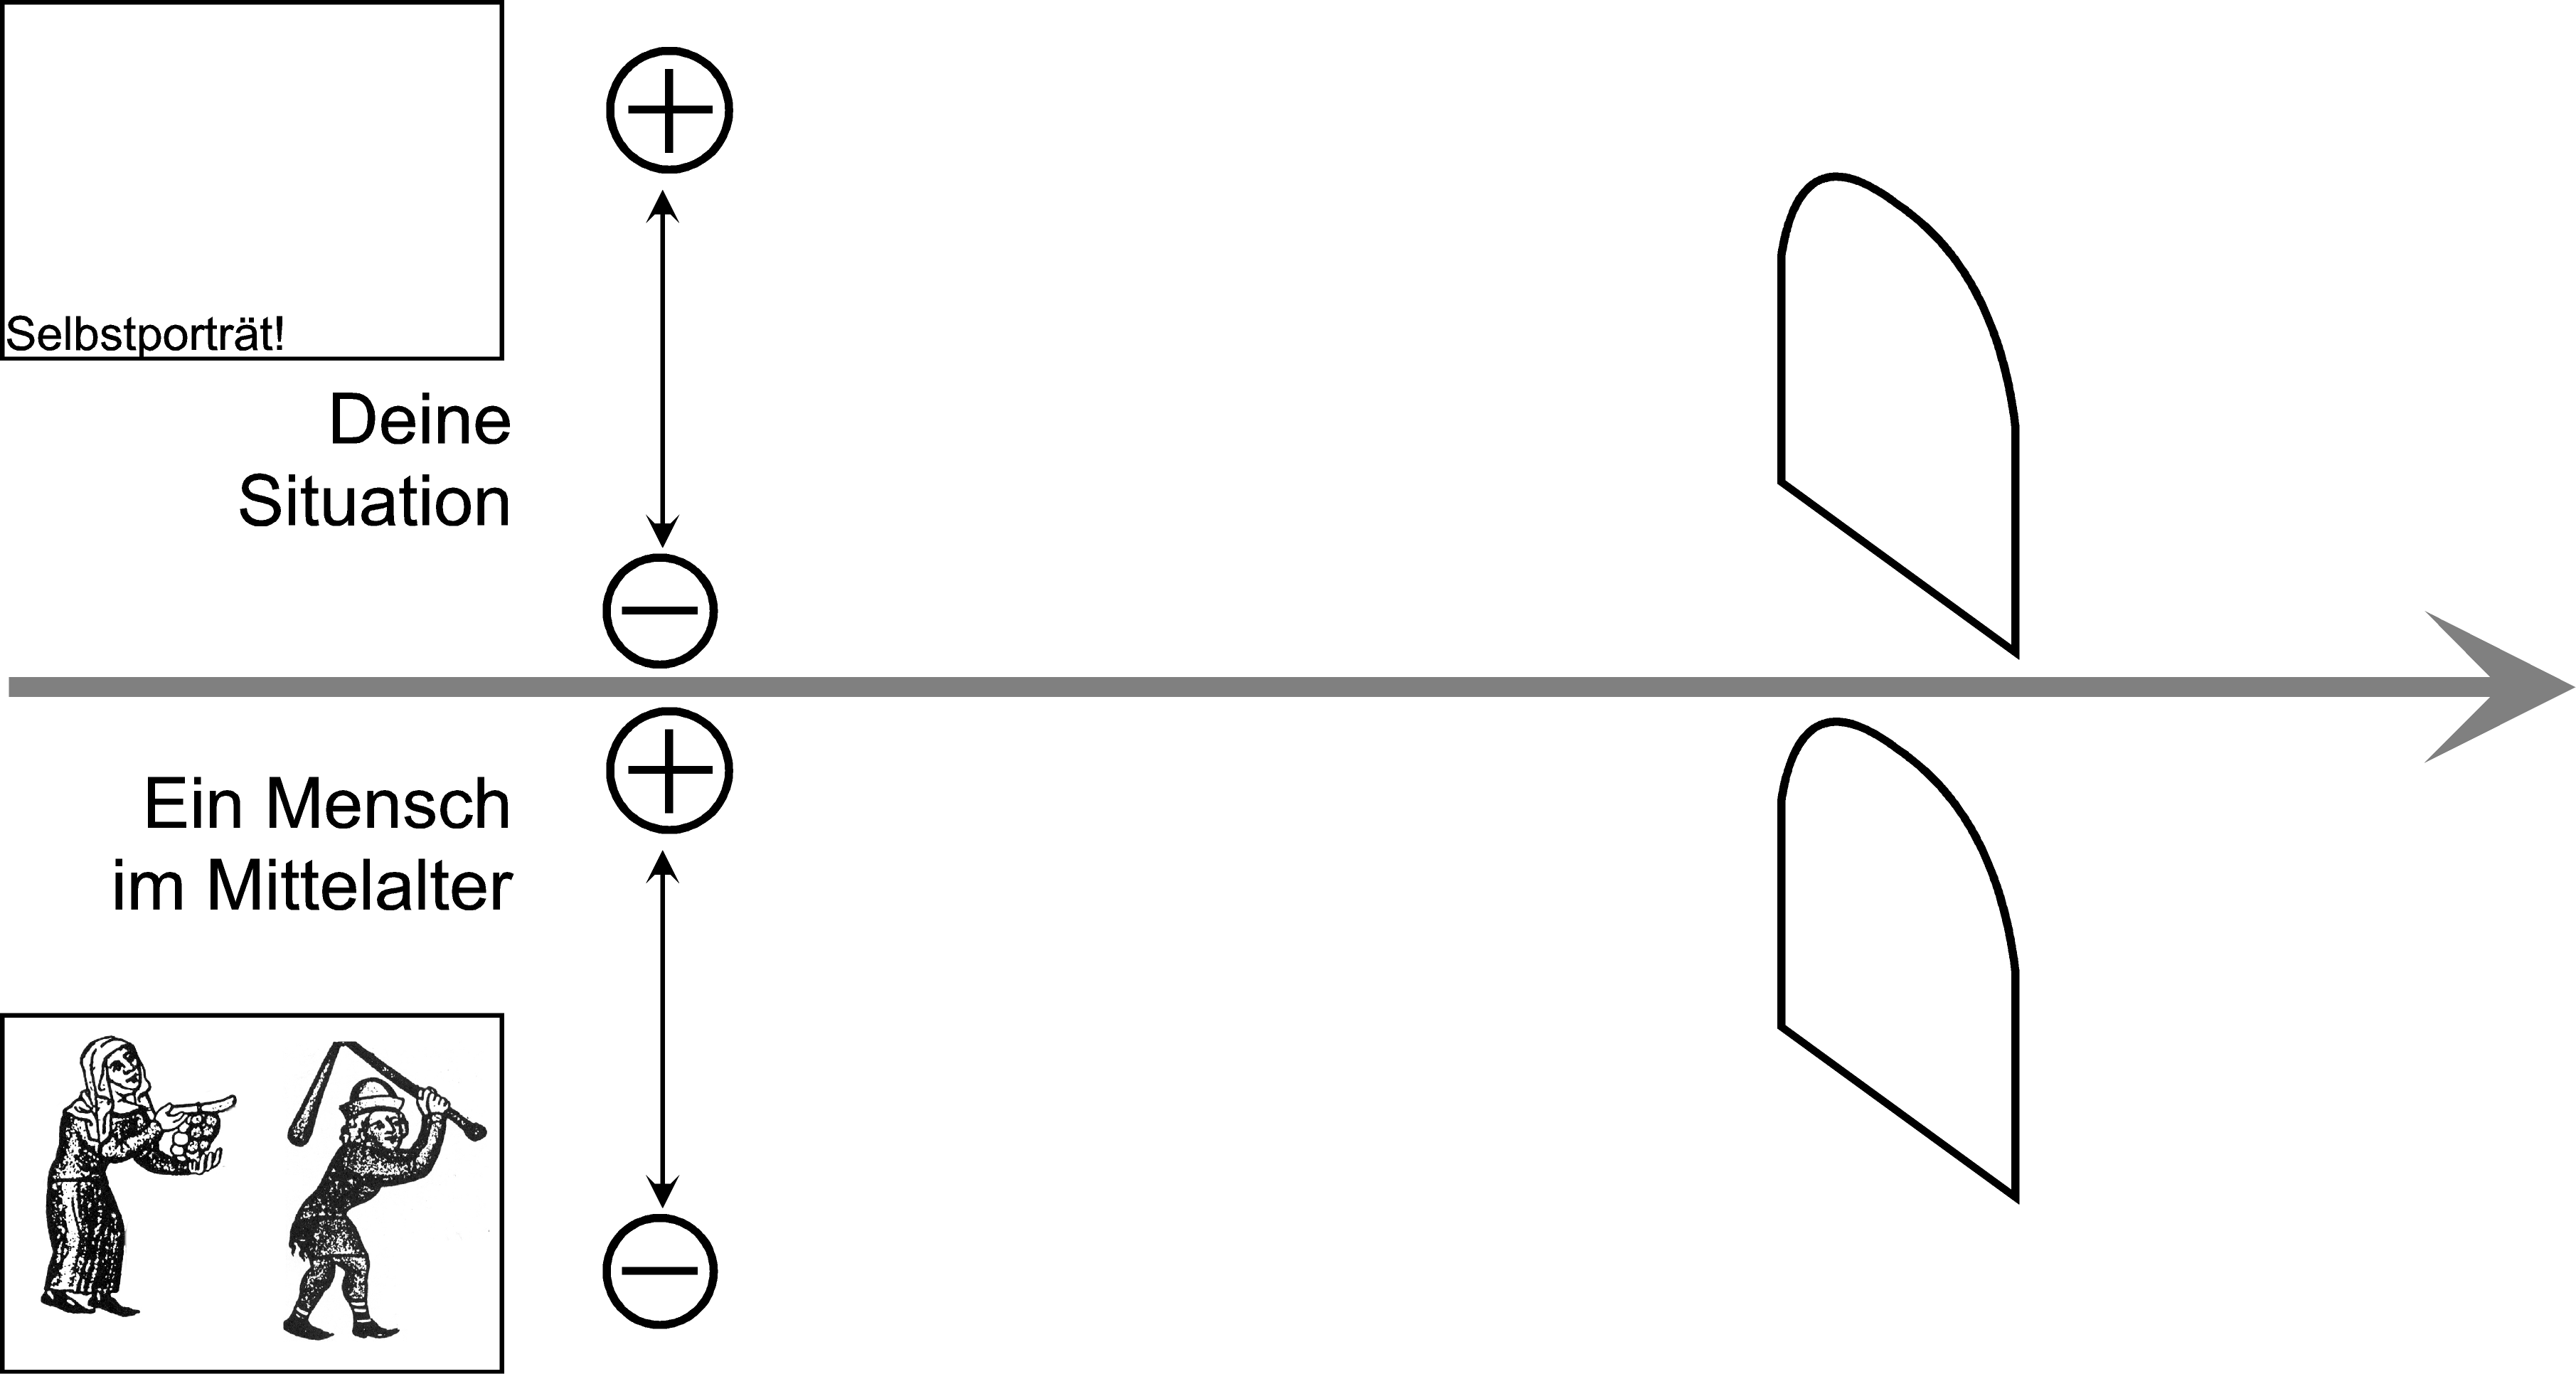 Selbstporträt!
Deine
Situation
Ein Mensch
im Mittelalter